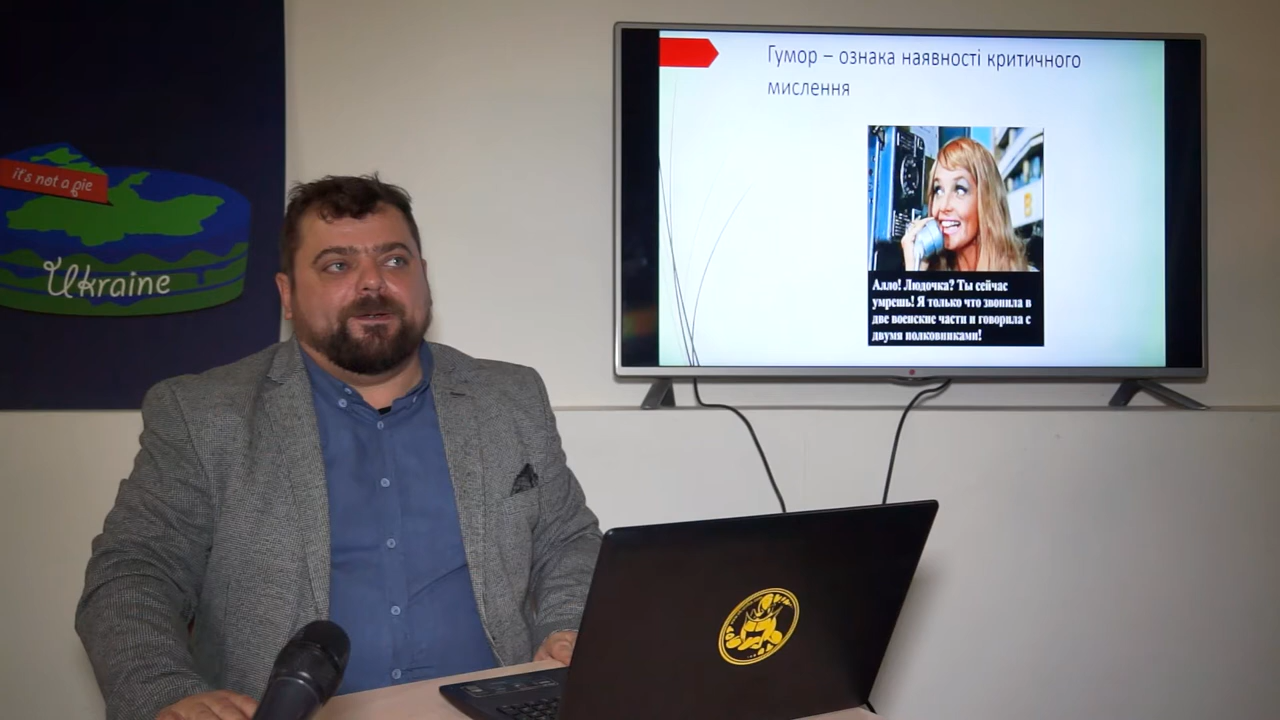 it's not a pie
Ukraine
Гумор – ознака наявності критичного
мислення
В
Алло! Людочка? Ты сейчас
умрешь! Я только что звонила в
две военские части и говорила с
двумя полковниками!